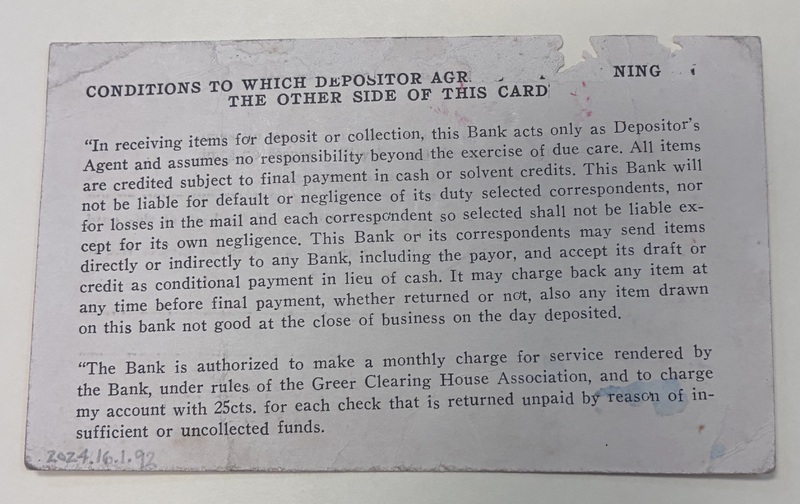 CONDITIONS TO WHICH DEPOSITOR AGR NING
THE OTHER SIDE OF THIS CARD
“In receiving items for deposit or collection, this Bank acts only as Depositor’s
Agent and assumes no responsibility beyond the exercise of due care. All items
are credited subject to final payment in cash or solvent credits. This Bank will
not be liable for default or negligence of its duty selected correspondents, nor
for losses in the mail and each correspondent so selected shall not be liable ex-
cept for its own negligence. This Bank or its correspondents may send items
directly or indirectly to any Bank, including the payor, and accept its draft or
credit as conditional payment in lieu of cash. It may charge back any item at
any time before final payment, whether returned or not, also any item drawn
on this bank not good at the close of business on the day deposited.
“The Bank is authorized to make a monthly charge for service rendered by
the Bank, under rules of the Greer Clearing House Association, and to charge
my account with 25cts. for each check that is returned unpaid by reason of in-
sufficient or uncollected funds.
2024.16.1.92